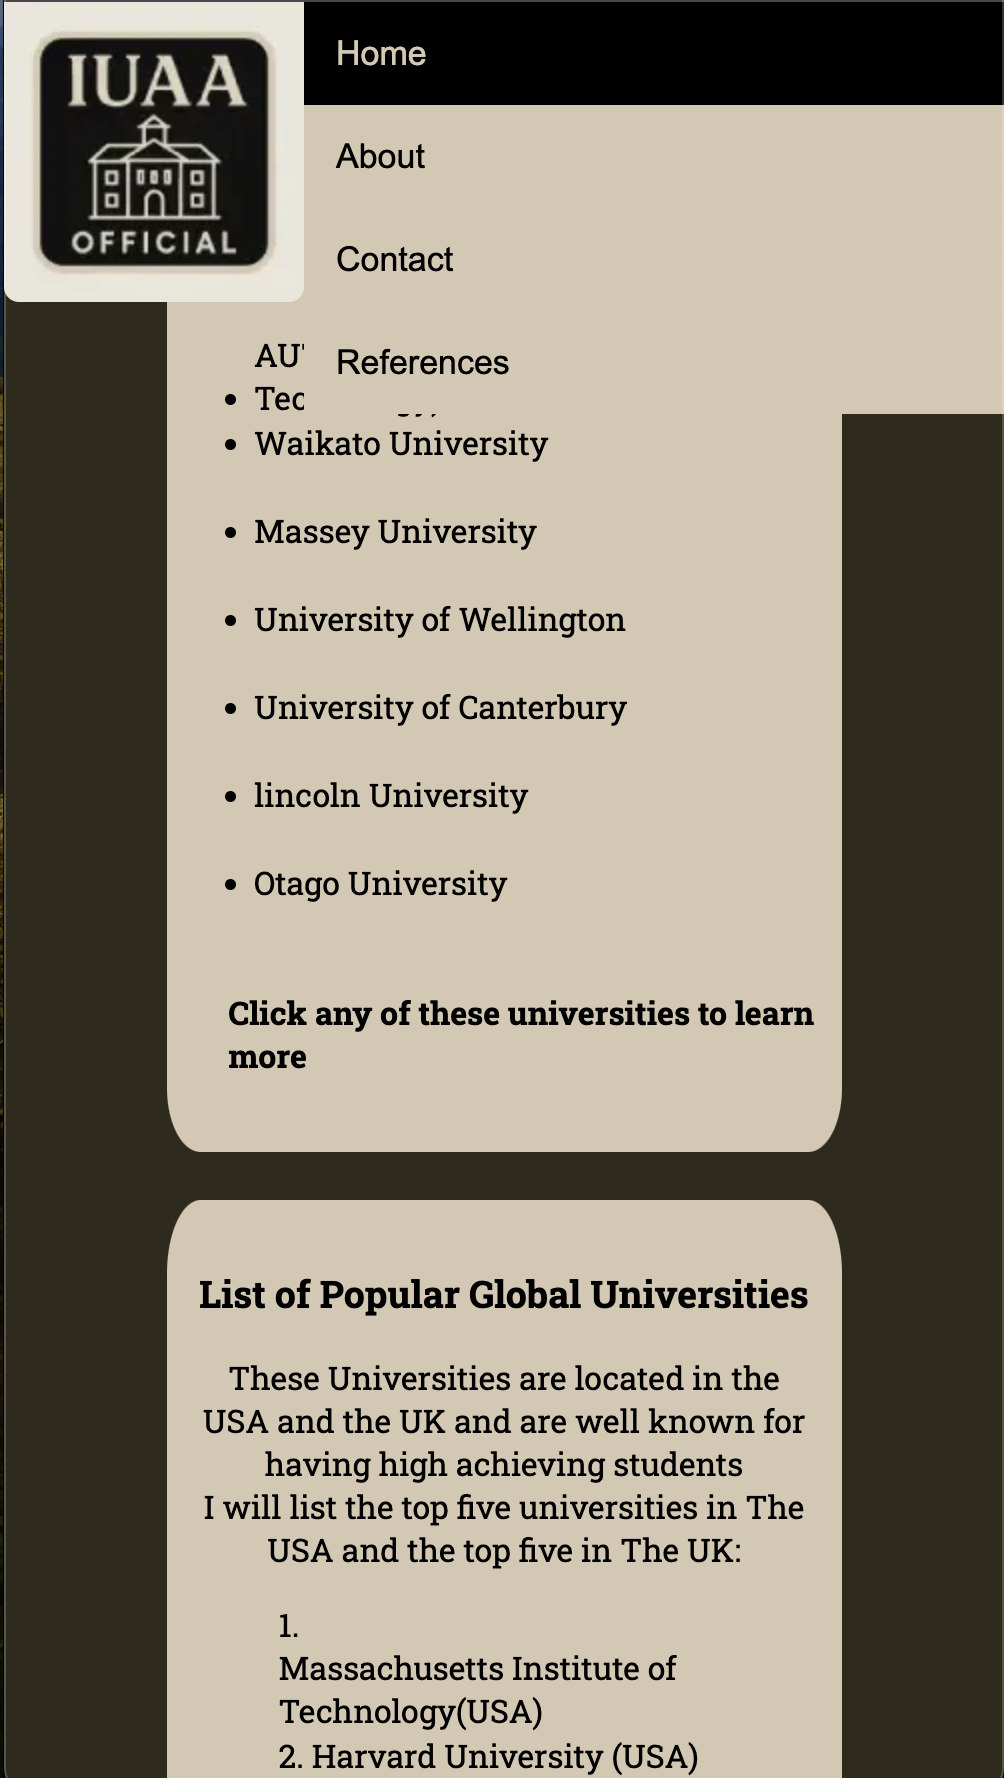 IUAA
OFFICIAL
Home
About
Contact
References
Waikato University
Massey University
University of Wellington
University of Canterbury
lincoln University
Otago University
Click any of these universities to learn
more
List of Popular Global Universities
These Universities are located in the
USA and the UK and are well known for
having high achieving students
I will list the top five universities in The
USA and the top five in The UK:
1.
Massachusetts Institute of
Technology(USA)
2. Harvard University (USA)